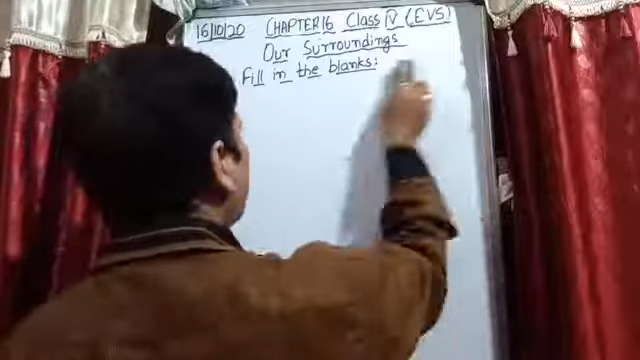 16/10/20 CHAPTER 16 Class IV (EVS)
Our Surroundings
Fill in the blanks: